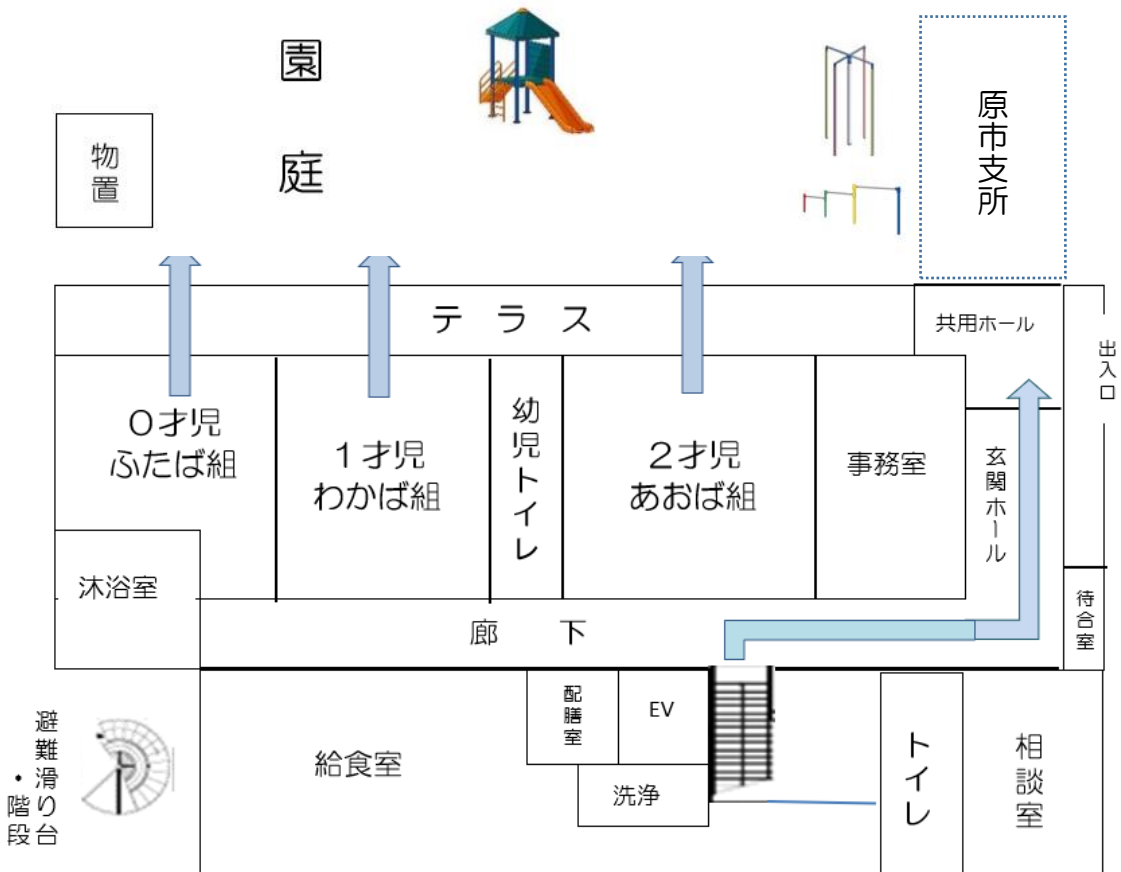 園庭
物置
原市支所
テラス
共用ホール
出入口
0才児
ふたば組
1才児
わかば組
幼児トイレ
2才児
あおば組
事務室
玄関ホール
沐浴室
廊下
待合室
避難滑り台
・階段
給食室
配膳室
EV
洗浄
トイレ
相談室